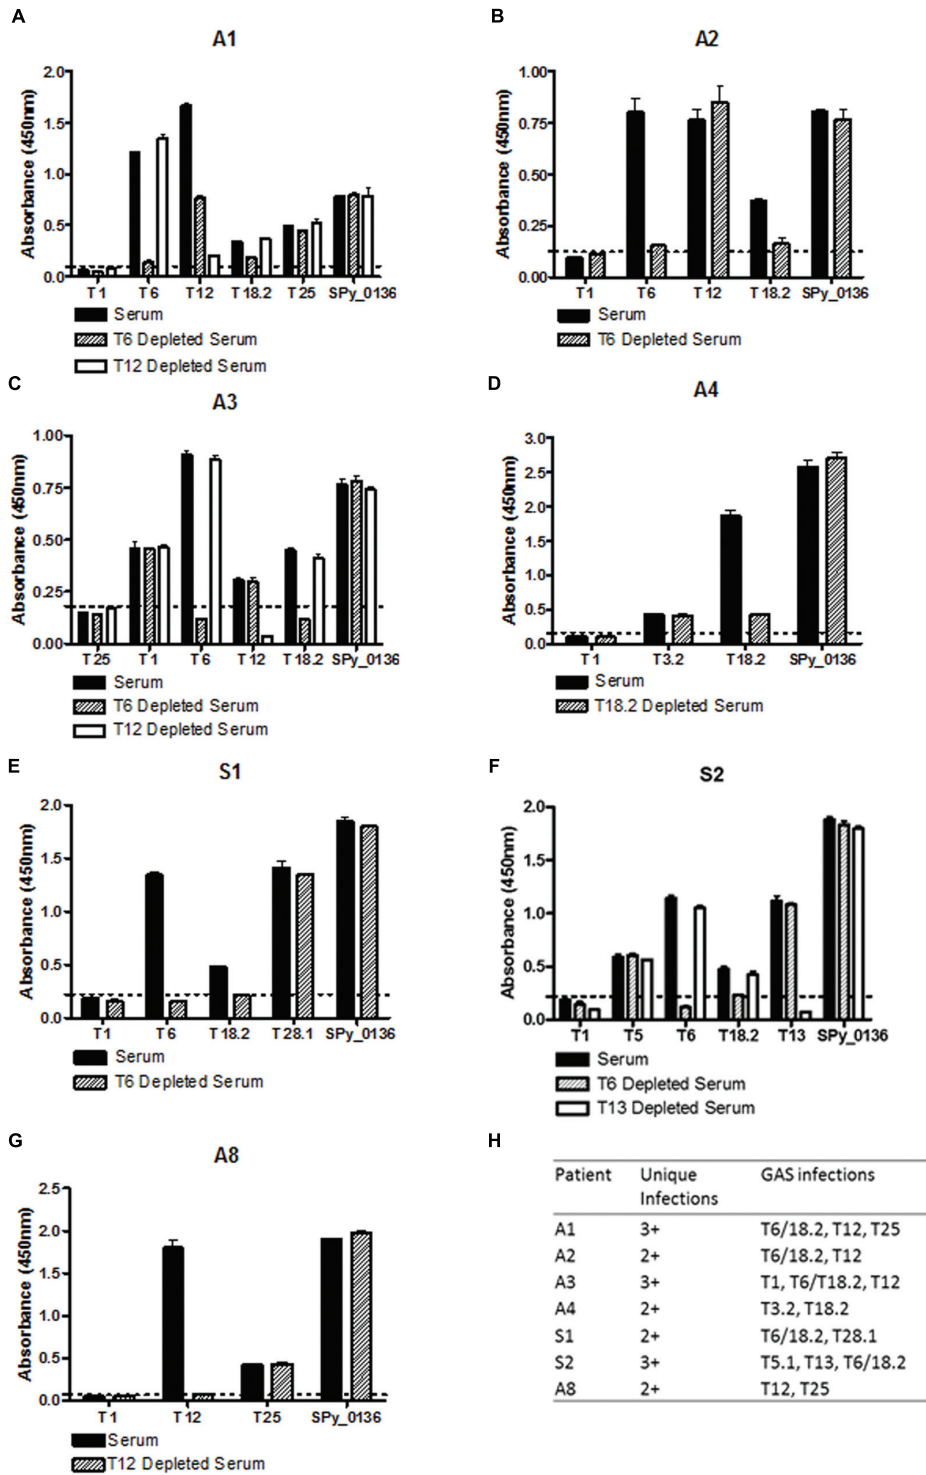 A
A1
Absorbance (450nm)
2.0
1.5
1.0
0.5
0.0
T1 T6 T12 T18.2 T25 SPy_0136
Serum
T6 Depleted Serum
T12 Depleted Serum
B
A2
Absorbance (450nm)
1.00
0.75
0.50
0.25
0.00
T1 T6 T12 T18.2 SPy_0136
Serum
T6 Depleted Serum
C
A3
Absorbance (450nm)
1.00
0.75
0.50
0.25
0.00
T25 T1 T6 T12 T18.2 SPy_0136
Serum
T6 Depleted Serum
T12 Depleted Serum
D
A4
Absorbance (450nm)
3.0
2.5
2.0
1.5
1.0
0.5
0.0
T1 T3.2 T18.2 SPy_0136
Serum
T18.2 Depleted Serum
E
S1
Absorbance (450nm)
2.0
1.5
1.0
0.5
0.0
T1 T6 T18.2 T28.1 SPy_0136
Serum
T6 Depleted Serum
F
S2
Absorbance (450nm)
2.0
1.5
1.0
0.5
0.0
T1 T5 T6 T18.2 T13 SPy_0136
Serum
T6 Depleted Serum
T13 Depleted Serum
G
A8
Absorbance (450nm)
2.5
2.0
1.5
1.0
0.5
0.0
T1 T12 T25 SPy_0136
Serum
T12 Depleted Serum
H
Patient Unique GAS infections
Infections
A1 3+ T6/18.2, T12, T25
A2 2+ T6/18.2, T12
A3 3+ T1, T6/T18.2, T12
A4 2+ T3.2, T18.2
S1 2+ T6/18.2, T28.1
S2 3+ T5.1, T13, T6/18.2
A8 2+ T12, T25